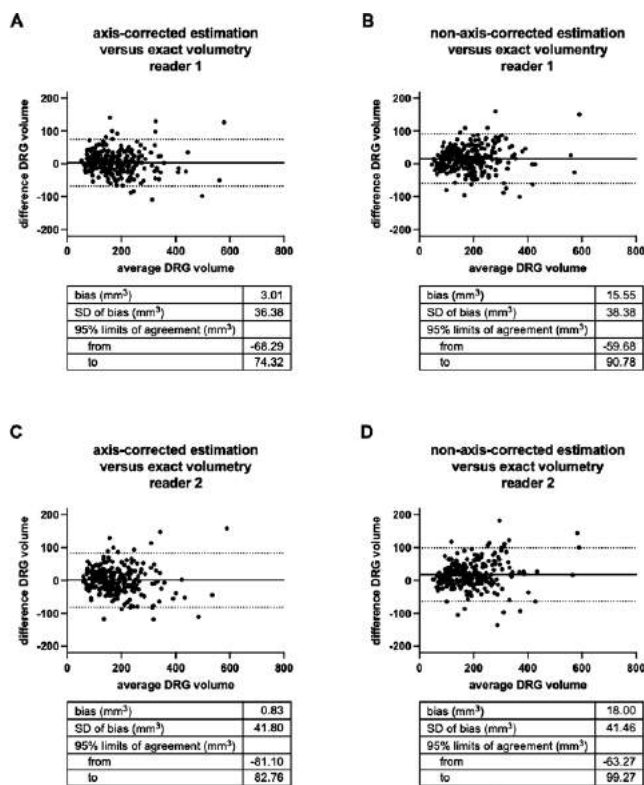 A
axis-corrected estimation
versus exact volumetry
reader 1
difference DRG volume
200
100
0
-100
-200
0 200 400 600 800
average DRG volume
bias (mm³) 3.01
SD of bias (mm³) 36.38
95% limits of agreement (mm³)
from -68.29
to 74.32
B
non-axis-corrected estimation
versus exact volumentry
reader 1
difference DRG volume
200
100
0
-100
-200
0 200 400 600 800
average DRG volume
bias (mm³) 15.55
SD of bias (mm³) 38.38
95% limits of agreement (mm³)
from -59.68
to 90.78
C
axis-corrected estimation
versus exact volumetry
reader 2
difference DRG volume
200
100
0
-100
-200
0 200 400 600 800
average DRG volume
bias (mm³) 0.83
SD of bias (mm³) 41.80
95% limits of agreement (mm³)
from -81.10
to 82.76
D
non-axis-corrected estimation
versus exact volumetry
reader 2
difference DRG volume
200
100
0
-100
-200
0 200 400 600 800
average DRG volume
bias (mm³) 18.00
SD of bias (mm³) 41.46
95% limits of agreement (mm³)
from -63.27
to 99.27